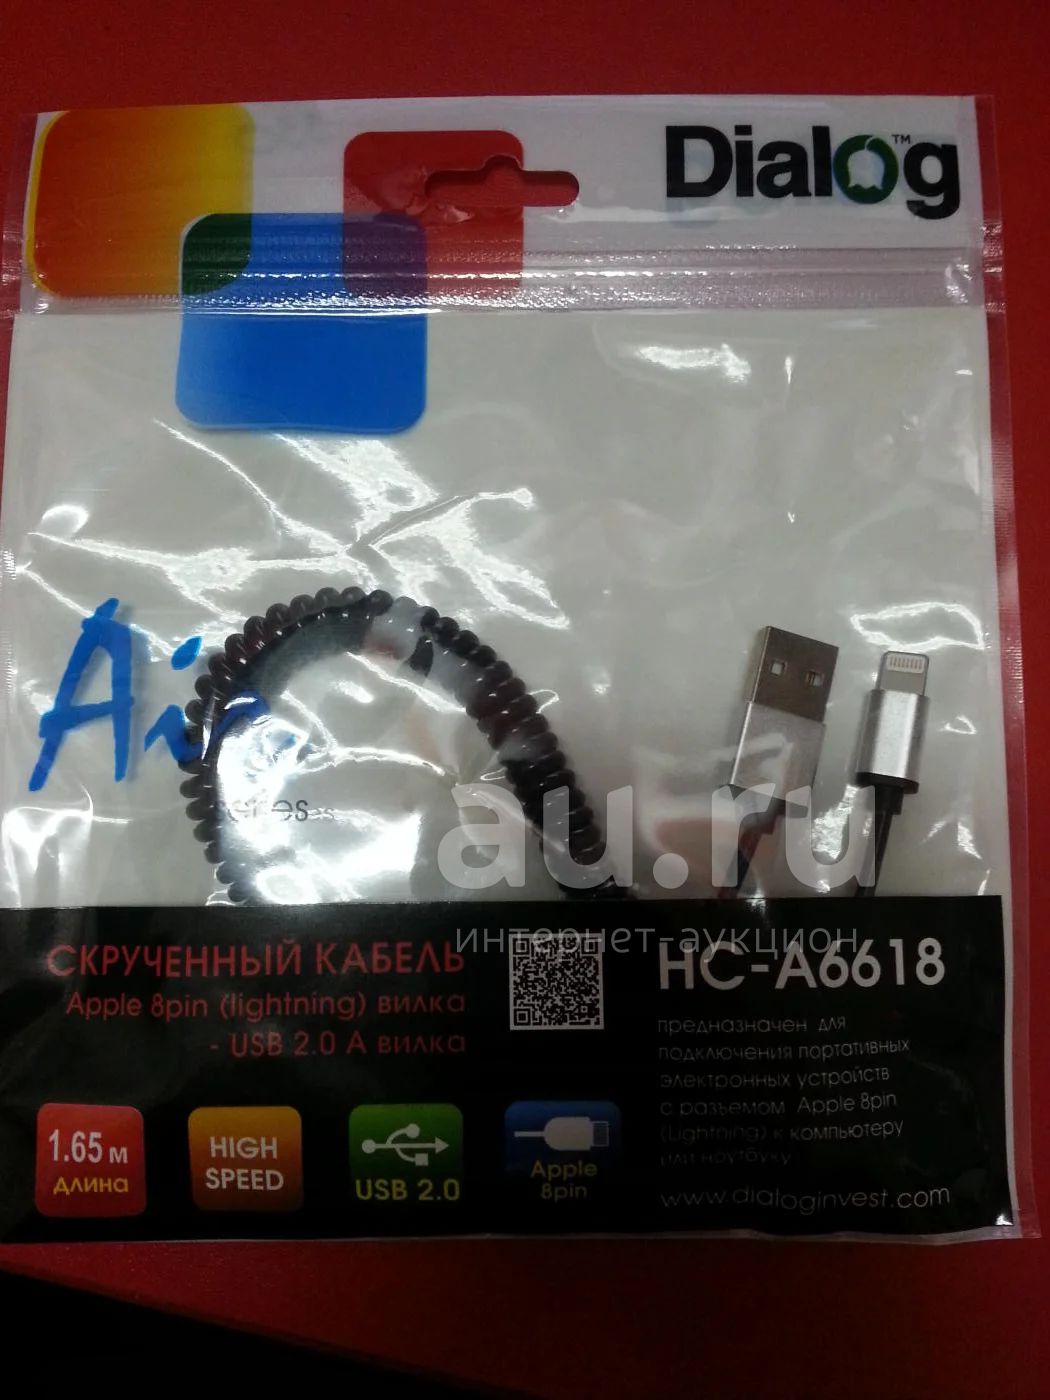 Dialog™
Air
series
au.ru
интернет-аукцион
СКРУЧЕННЫЙ КАБЕЛЬ
Apple 8pin (lightning) вилка
- USB 2.0 A вилка
HC-A6618
предназначен для
подключения портативных
электронных устройств
с разъемом Apple 8pin
(Lightning) к компьютеру
или ноутбуку
www.dialoginvest.com
1.65 м
длина
HIGH
SPEED
USB 2.0
Apple
8pin